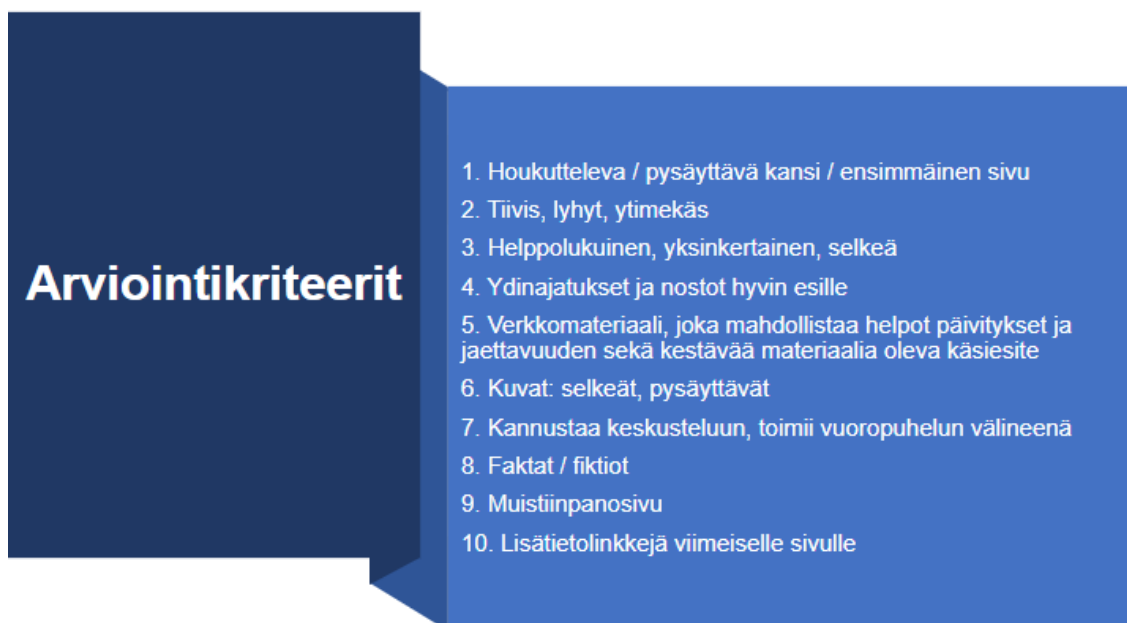 Arviointikriteerit
1. Houkutteleva / pysäyttävä kansi / ensimmäinen sivu
2. Tiivis, lyhyt, ytimekäs
3. Helppolukuinen, yksinkertainen, selkeä
4. Ydinajatukset ja nostot hyvin esille
5. Verkkomateriaali, joka mahdollistaa helpot päivitykset ja
jaettavuuden sekä kestävää materiaalia oleva käsiesite
6. Kuvat: selkeät, pysäyttävät
7. Kannustaa keskusteluun, toimii vuoropuhelun välineenä
8. Faktat / fiktiot
9. Muistiinpanosivu
10. Lisätietolinkkejä viimeiselle sivulle